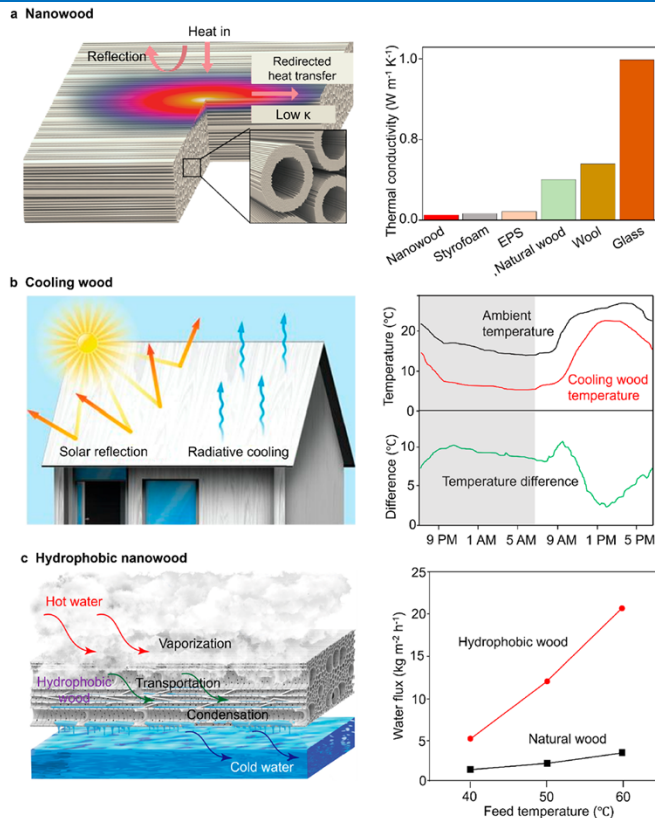 a Nanowood
Heat in
Reflection
Redirected
heat transfer
Low κ
Thermal conductivity (W m⁻¹ K⁻¹)
1.0
0.8
0.0
Nanowood
Styrofoam
EPS
,Natural wood
Wool
Glass
b Cooling wood
Solar reflection
Radiative cooling
Temperature (℃)
20
10
0
Ambient
temperature
Cooling wood
temperature
Difference (℃)
10
5
0
Temperature difference
9 PM 1 AM 5 AM 9 AM 1 PM 5 PM
c Hydrophobic nanowood
Hot water
Vaporization
Hydrophobic
wood
Transportation
Condensation
Cold water
Water flux (kg m⁻² h⁻¹)
25
20
15
10
5
0
Hydrophobic wood
Natural wood
40 50 60
Feed temperature (℃)